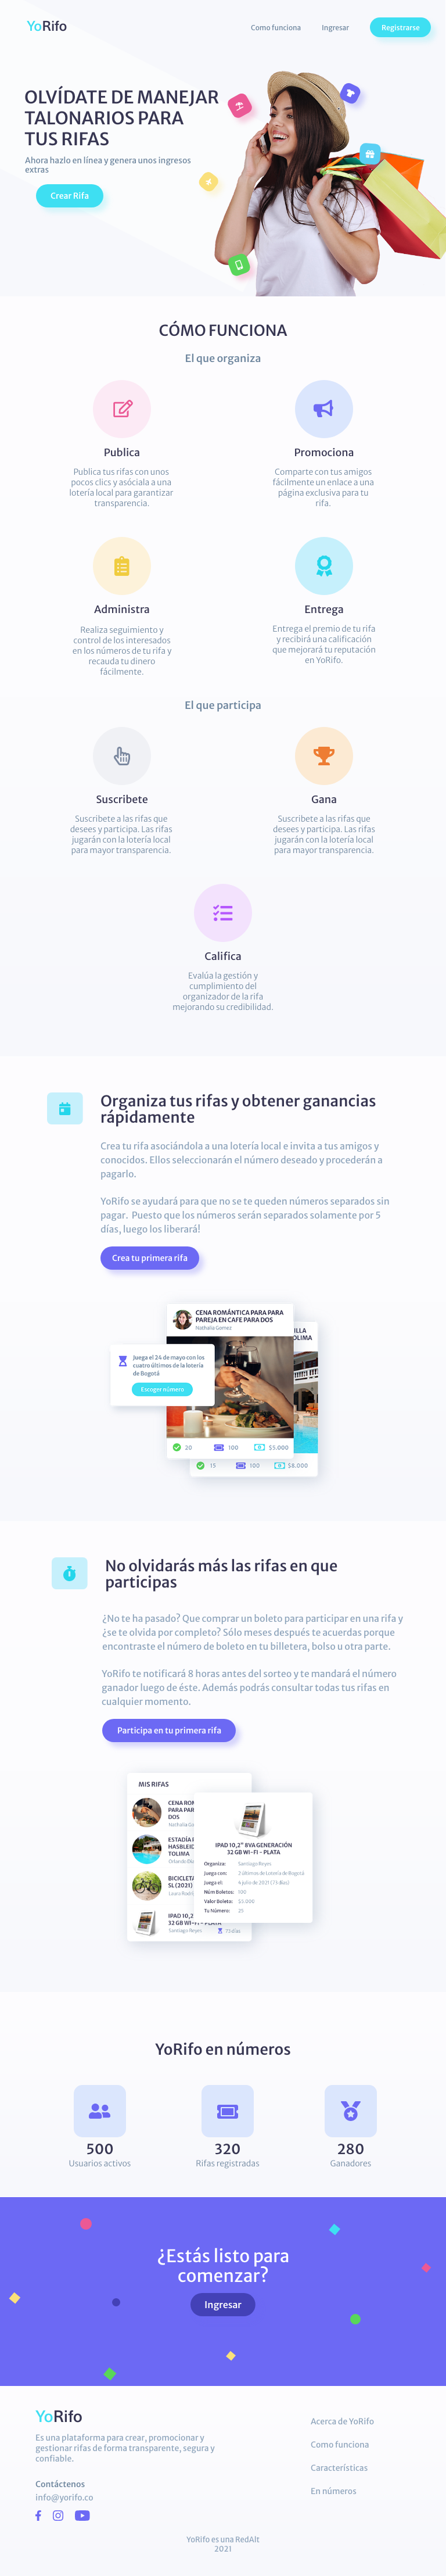 YoRifo
Como funciona
Ingresar
Registrarse
OLVÍDATE DE MANEJAR
TALONARIOS PARA
TUS RIFAS
Ahora hazlo en línea y genera unos ingresos
extras
Crear Rifa
CÓMO FUNCIONA
El que organiza
Publica
Publica tus rifas con unos
pocos clics y asóciala a una
lotería local para garantizar
transparencia.
Promociona
Comparte con tus amigos
fácilmente un enlace a una
página exclusiva para tu
rifa.
Administra
Realiza seguimiento y
control de los interesados
en los números de tu rifa y
recauda tu dinero
fácilmente.
Entrega
Entrega el premio de tu rifa
y recibirá una calificación
que mejorará tu reputación
en YoRifo.
El que participa
Suscribete
Suscribete a las rifas que
desees y participa. Las rifas
jugarán con la lotería local
para mayor transparencia.
Gana
Suscribete a las rifas que
desees y participa. Las rifas
jugarán con la lotería local
para mayor transparencia.
Califica
Evalúa la gestión y
cumplimiento del
organizador de la rifa
mejorando su credibilidad.
Organiza tus rifas y obtener ganancias
rápidamente
Crea tu rifa asociándola a una lotería local e invita a tus amigos y
conocidos. Ellos seleccionarán el número deseado y procederán a
pagarlo.
YoRifo se ayudará para que no se te queden números separados sin
pagar. Puesto que los números serán separados solamente por 5
días, luego los liberará!
Crea tu primera rifa
CENA ROMÁNTICA PARA PARA
PAREJA EN CAFE PARA DOS
Nathalia Gomez
ILLA
OLIMA
Juega el 24 de mayo con los
cuatro últimos de la lotería
de Bogotá
Escoger número
20
100
$5.000
15
100
$8.000
No olvidarás más las rifas en que
participas
¿No te ha pasado? Que comprar un boleto para participar en una rifa y
¿se te olvida por completo? Sólo meses después te acuerdas porque
encontraste el número de boleto en tu billetera, bolso u otra parte.
YoRifo te notificará 8 horas antes del sorteo y te mandará el número
ganador luego de éste. Además podrás consultar todas tus rifas en
cualquier momento.
Participa en tu primera rifa
MIS RIFAS
CENA ROM
PARA PAR
DOS
Nathalia Go
ESTADÍA
HASBLEID
TOLIMA
BICICLETA
SL (2021)
IPAD 10,2
32 GB WI-FI - PLATA
Santiago Reyes
73 días
IPAD 10,2" 8VA GENERACIÓN
32 GB WI-FI - PLATA
Organiza: Santiago Reyes
Juega con: 2 últimos de Lotería de Bogotá
Juega el: 4 julio de 2021 (73 días)
Núm Boletos: 100
Valor Boleto: $5.000
Tu Número: 25
YoRifo en números
500
Usuarios activos
320
Rifas registradas
280
Ganadores
¿Estás listo para
comenzar?
Ingresar
YoRifo
Es una plataforma para crear, promocionar y
gestionar rifas de forma transparente, segura y
confiable.
Contáctenos
info@yorifo.co
Acerca de YoRifo
Como funciona
Características
En números
YoRifo es una RedAlt
2021